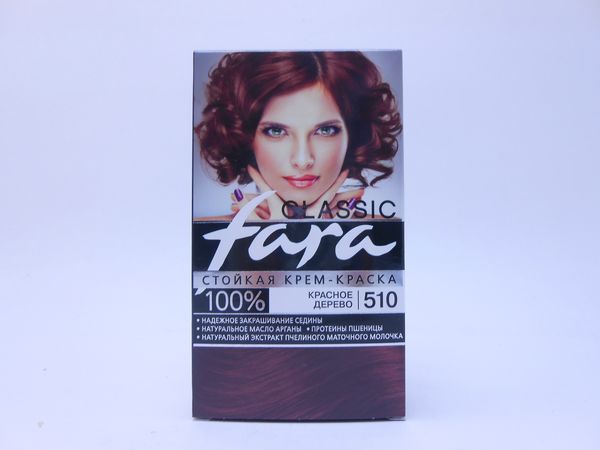 CLASSIC
fara
СТОЙКАЯ КРЕМ-КРАСКА
100%
КРАСНОЕ
ДЕРЕВО | 510
• НАДЕЖНОЕ ЗАКРАШИВАНИЕ СЕДИНЫ
• НАТУРАЛЬНОЕ МАСЛО АРГАНЫ • ПРОТЕИНЫ ПШЕНИЦЫ
• НАТУРАЛЬНЫЙ ЭКСТРАКТ ПЧЕЛИНОГО МАТОЧНОГО МОЛОЧКА